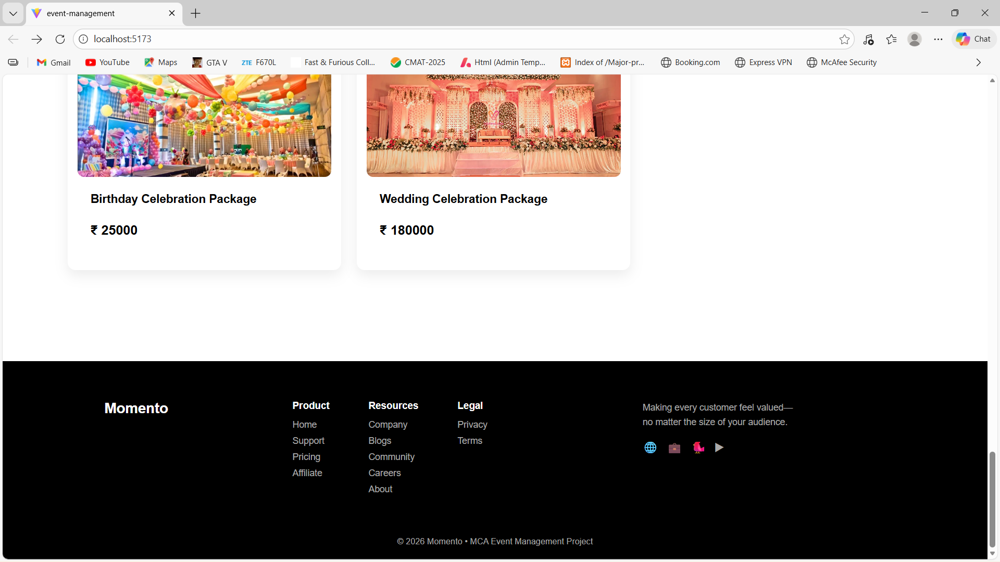 event-management
localhost:5173
Chat
Gmail
YouTube
Maps
GTA V
ZTE F670L
Fast & Furious Coll...
CMAT-2025
Html (Admin Temp...
Index of /Major-pr...
Booking.com
Express VPN
McAfee Security
Birthday Celebration Package
₹ 25000
Wedding Celebration Package
₹ 180000
Momento
Product
Home
Support
Pricing
Affiliate
Resources
Company
Blogs
Community
Careers
About
Legal
Privacy
Terms
Making every customer feel valued—
no matter the size of your audience.
© 2026 Momento • MCA Event Management Project